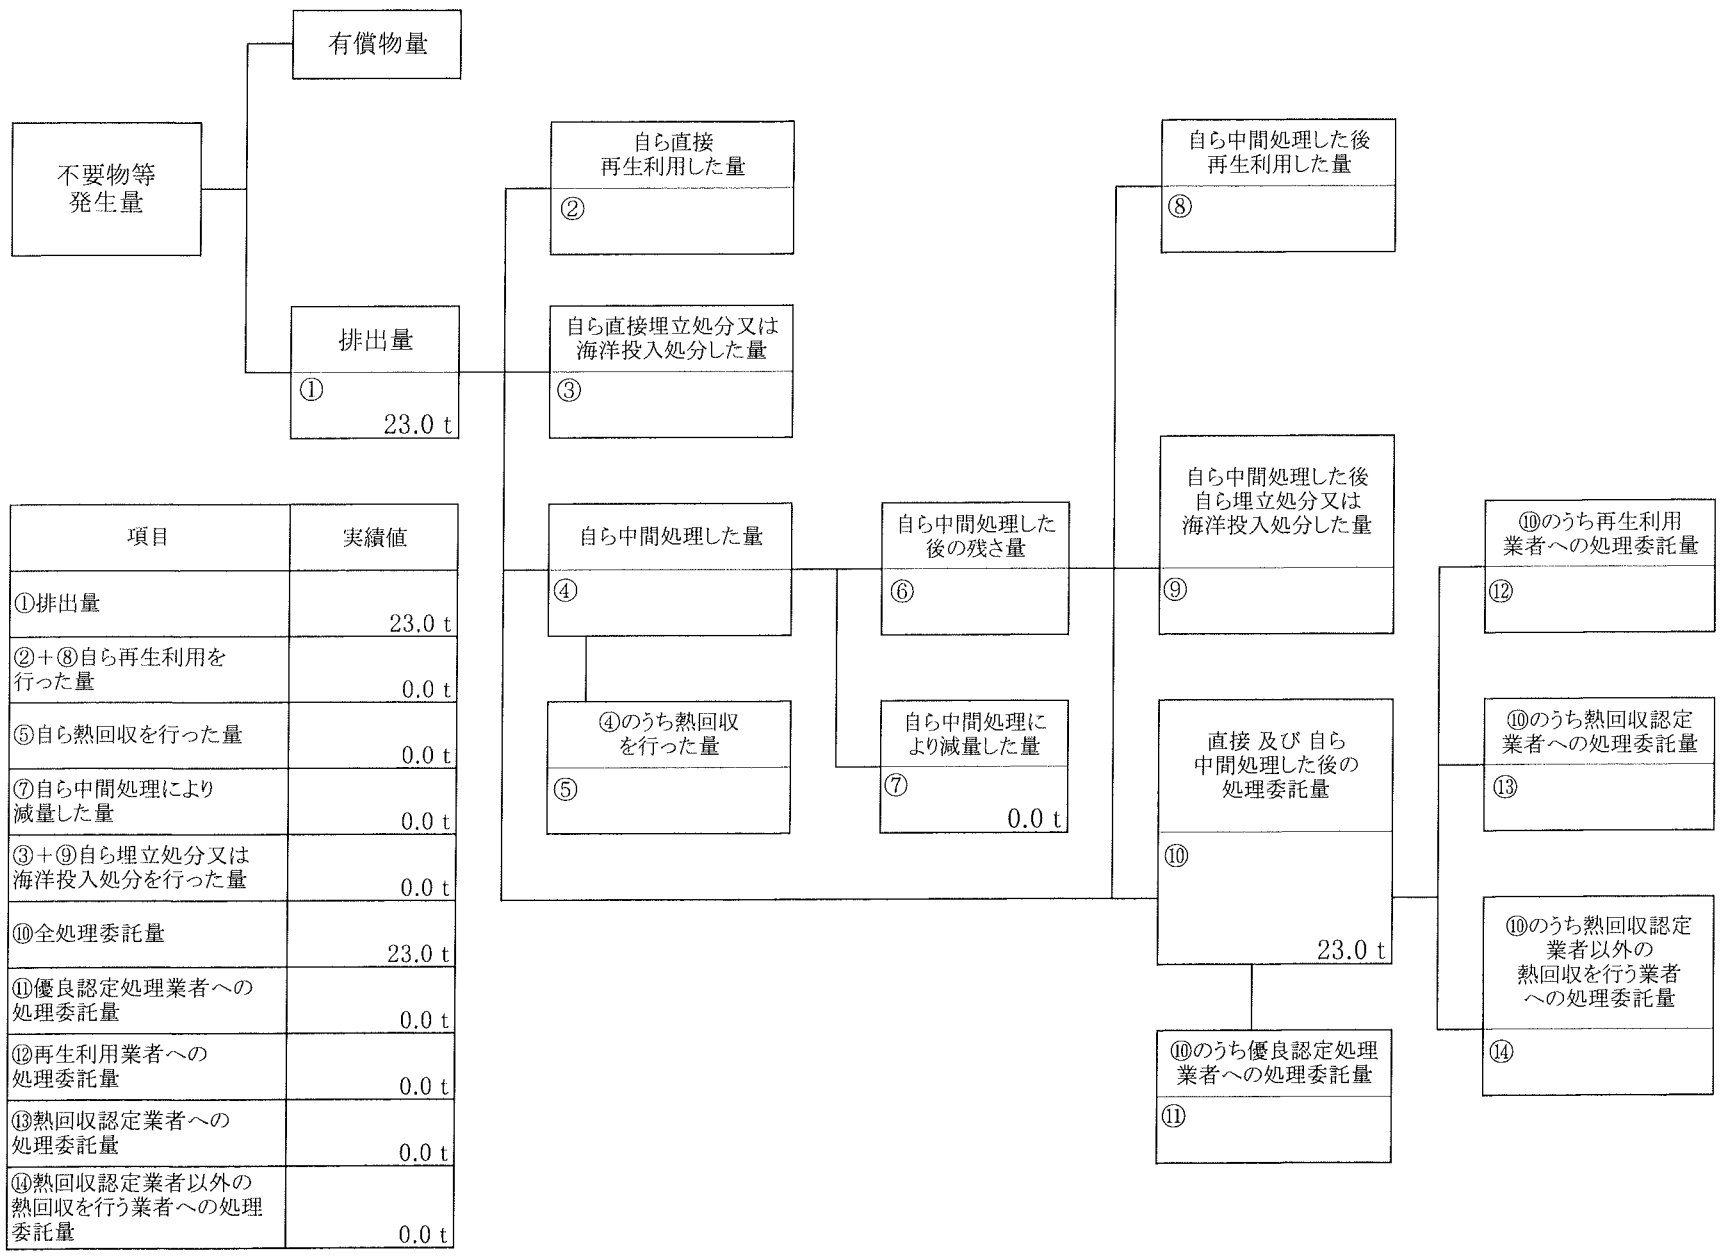 有償物量
不要物等
発生量
排出量
①
23.0 t
自ら直接
再生利用した量
②
自ら直接埋立処分又は
海洋投入処分した量
③
自ら中間処理した量
④
④のうち熱回収
を行った量
⑤
自ら中間処理した
後の残さ量
⑥
自ら中間処理に
より減量した量
⑦
0.0 t
自ら中間処理した後
再生利用した量
⑧
自ら中間処理した後
自ら埋立処分又は
海洋投入処分した量
⑨
直接 及び 自ら
中間処理した後の
処理委託量
⑩
23.0 t
⑩のうち優良認定処理
業者への処理委託量
⑪
⑩のうち再生利用
業者への処理委託量
⑫
⑩のうち熱回収認定
業者への処理委託量
⑬
⑩のうち熱回収認定
業者以外の
熱回収を行う業者
への処理委託量
⑭
項目 実績値
①排出量
23.0 t
②+⑧自ら再生利用を
行った量
0.0 t
⑤自ら熱回収を行った量
0.0 t
⑦自ら中間処理により
減量した量
0.0 t
③+⑨自ら埋立処分又は
海洋投入処分を行った量
0.0 t
⑩全処理委託量
23.0 t
⑪優良認定処理業者への
処理委託量
0.0 t
⑫再生利用業者への
処理委託量
0.0 t
⑬熱回収認定業者への
処理委託量
0.0 t
⑭熱回収認定業者以外の
熱回収を行う業者への処理
委託量
0.0 t